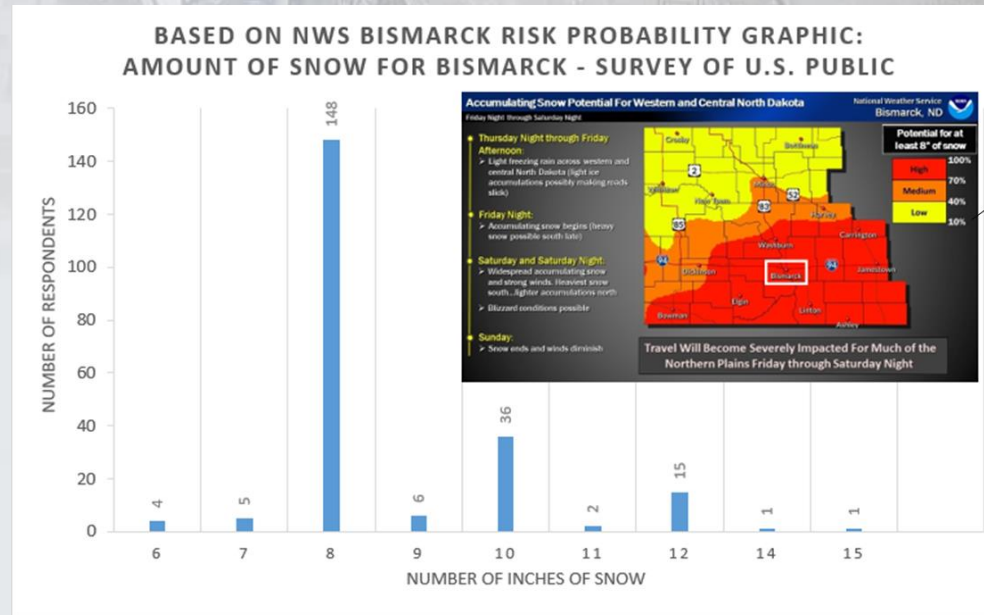 BASED ON NWS BISMARCK RISK PROBABILITY GRAPHIC:
AMOUNT OF SNOW FOR BISMARCK - SURVEY OF U.S. PUBLIC
NUMBER OF RESPONDENTS
160
140
120
100
80
60
40
20
0
4
5
148
6
36
2
15
1
1
6
7
8
9
10
11
12
14
15
NUMBER OF INCHES OF SNOW
Accumulating Snow Potential For Western and Central North Dakota
Friday Night through Saturday Night
National Weather Service
Bismarck, ND
Thursday Night through Friday
Afternoon:
Light freezing rain across western and
central North Dakota (light ice
accumulations possibly making roads
slick)
Friday Night:
Accumulating snow begins (heavy
snow possible south late)
Saturday and Saturday Night:
Widespread accumulating snow
and strong winds. Heaviest snow
south...lighter accumulations north
Blizzard conditions possible
Sunday:
Snow ends and winds diminish
Crosby
Bottineau
2
Williston
Minot
52
New Town
83
Harvey
85
Carrington
Washburn
94
Dickinson
Bismarck
94
Jamestown
Elgin
Linton
Bowman
Ashley
Potential for at
least 8" of snow
High
Medium
Low
100%
70%
40%
10%
Travel Will Become Severely Impacted For Much of the
Northern Plains Friday through Saturday Night